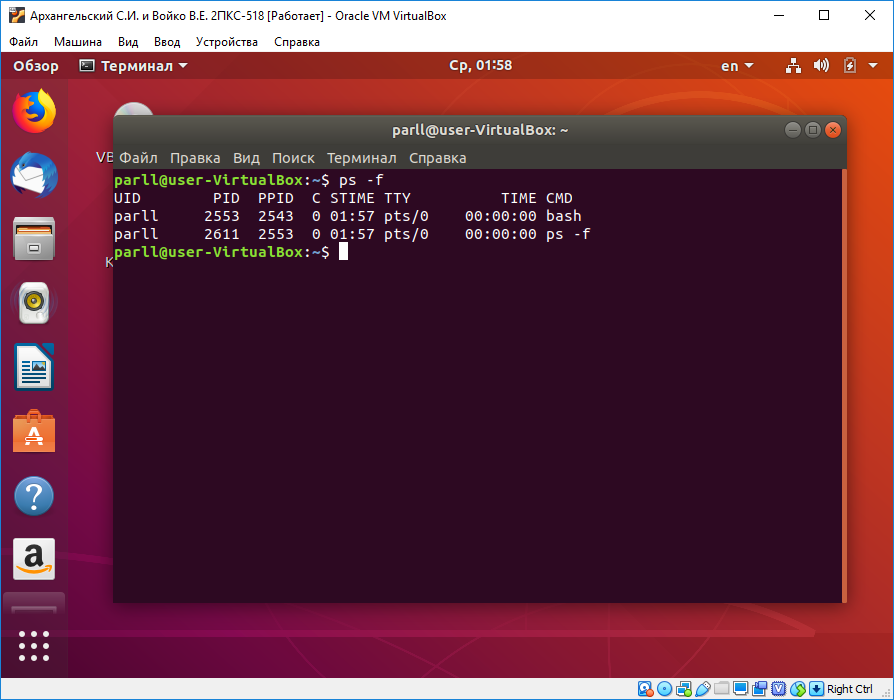 Архангельский С.И. и Войко В.Е. 2ПКС-518 [Работает] - Oracle VM VirtualBox
Файл Машина Вид Ввод Устройства Справка
Обзор Терминал Ср, 01:58 en
parll@user-VirtualBox: ~
VB
Файл Правка Вид Поиск Терминал Справка
parll@user-VirtualBox:~$ ps -f
UID PID PPID C STIME TTY TIME CMD
parll 2553 2543 0 01:57 pts/0 00:00:00 bash
parll 2611 2553 0 01:57 pts/0 00:00:00 ps -f
parll@user-VirtualBox:~$
К
Right Ctrl